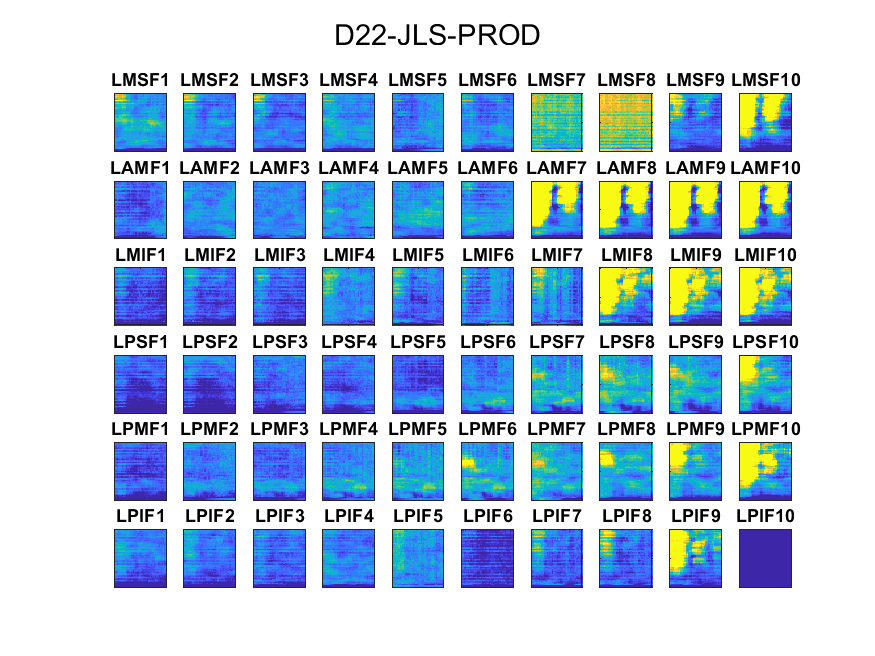 D22-JLS-PROD
LMSF1 LMSF2 LMSF3 LMSF4 LMSF5 LMSF6 LMSF7 LMSF8 LMSF9 LMSF10
LAMF1 LAMF2 LAMF3 LAMF4 LAMF5 LAMF6 LAMF7 LAMF8 LAMF9 LAMF10
LMIF1 LMIF2 LMIF3 LMIF4 LMIF5 LMIF6 LMIF7 LMIF8 LMIF9 LMIF10
LPSF1 LPSF2 LPSF3 LPSF4 LPSF5 LPSF6 LPSF7 LPSF8 LPSF9 LPSF10
LPMF1 LPMF2 LPMF3 LPMF4 LPMF5 LPMF6 LPMF7 LPMF8 LPMF9 LPMF10
LPIF1 LPIF2 LPIF3 LPIF4 LPIF5 LPIF6 LPIF7 LPIF8 LPIF9 LPIF10